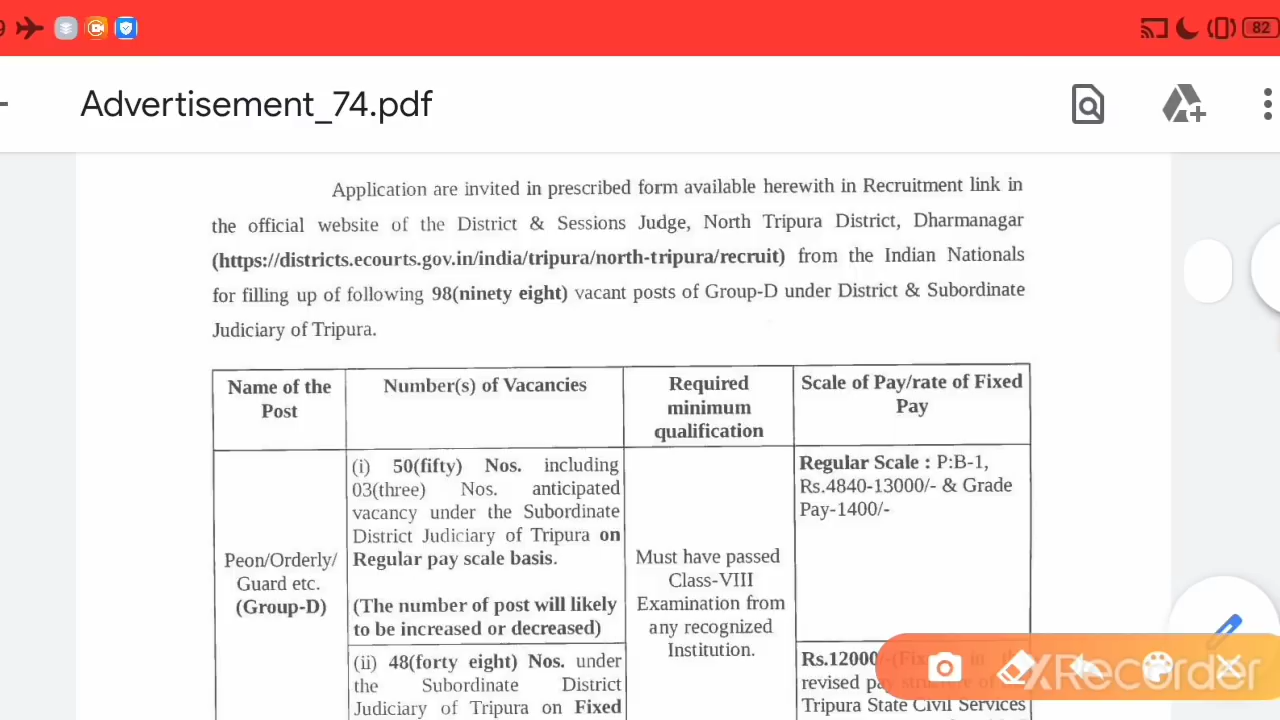 9
82
Advertisement_74.pdf
Application are invited in prescribed form available herewith in Recruitment link in
the official website of the District & Sessions Judge, North Tripura District, Dharmanagar
(https://districts.ecourts.gov.in/india/tripura/north-tripura/recruit) from the Indian Nationals
for filling up of following 98(ninety eight) vacant posts of Group-D under District & Subordinate
Judiciary of Tripura.
Name of the
Post
Number(s) of Vacancies
Required
minimum
qualification
Scale of Pay/rate of Fixed
Pay
Peon/Orderly/
Guard etc.
(Group-D)
(i) 50(fifty) Nos. including
03(three) Nos. anticipated
vacancy under the Subordinate
District Judiciary of Tripura on
Regular pay scale basis.
(The number of post will likely
to be increased or decreased)
(ii) 48(forty eight) Nos. under
the Subordinate District
Judiciary of Tripura on Fixed
Must have passed
Class-VIII
Examination from
any recognized
Institution.
Regular Scale : P:B-1,
Rs.4840-13000/- & Grade
Pay-1400/-
Rs.12000/-(Fixed) in the
revised pay structure of
Tripura State Civil Services
XRecorder